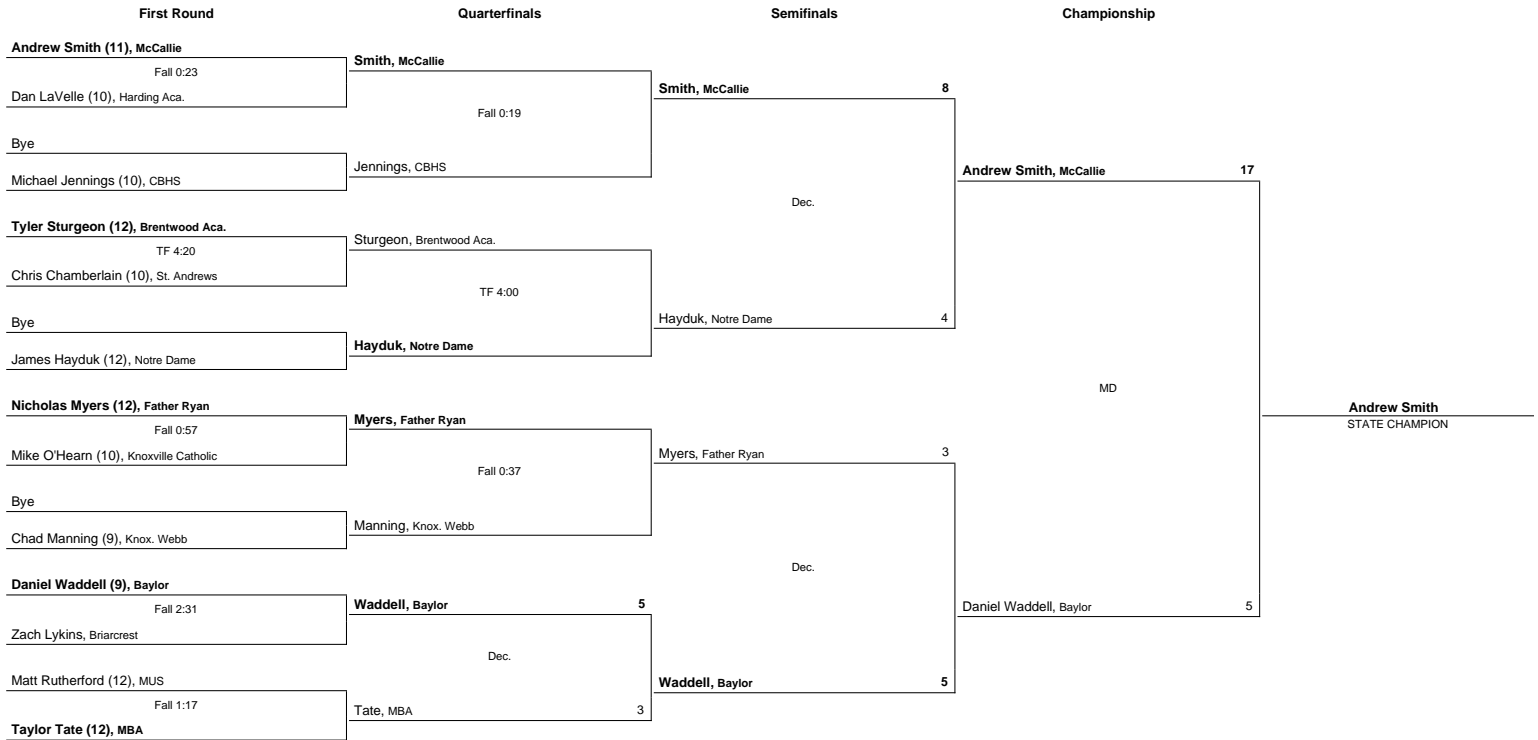 First Round
Quarterfinals
Semifinals
Championship
Andrew Smith (11), McCallie
Fall 0:23
Dan LaVelle (10), Harding Aca.
Bye
Michael Jennings (10), CBHS
Tyler Sturgeon (12), Brentwood Aca.
TF 4:20
Chris Chamberlain (10), St. Andrews
Bye
James Hayduk (12), Notre Dame
Nicholas Myers (12), Father Ryan
Fall 0:57
Mike O'Hearn (10), Knoxville Catholic
Bye
Chad Manning (9), Knox. Webb
Daniel Waddell (9), Baylor
Fall 2:31
Zach Lykins, Briarcrest
Matt Rutherford (12), MUS
Fall 1:17
Taylor Tate (12), MBA
Smith, McCallie
Fall 0:19
Jennings, CBHS
Sturgeon, Brentwood Aca.
TF 4:00
Hayduk, Notre Dame
Myers, Father Ryan
Fall 0:37
Manning, Knox. Webb
Waddell, Baylor 5
Dec.
Tate, MBA 3
Smith, McCallie 8
Dec.
Hayduk, Notre Dame 4
Myers, Father Ryan 3
Dec.
Waddell, Baylor 5
Andrew Smith, McCallie 17
MD
Daniel Waddell, Baylor 5
Andrew Smith
STATE CHAMPION